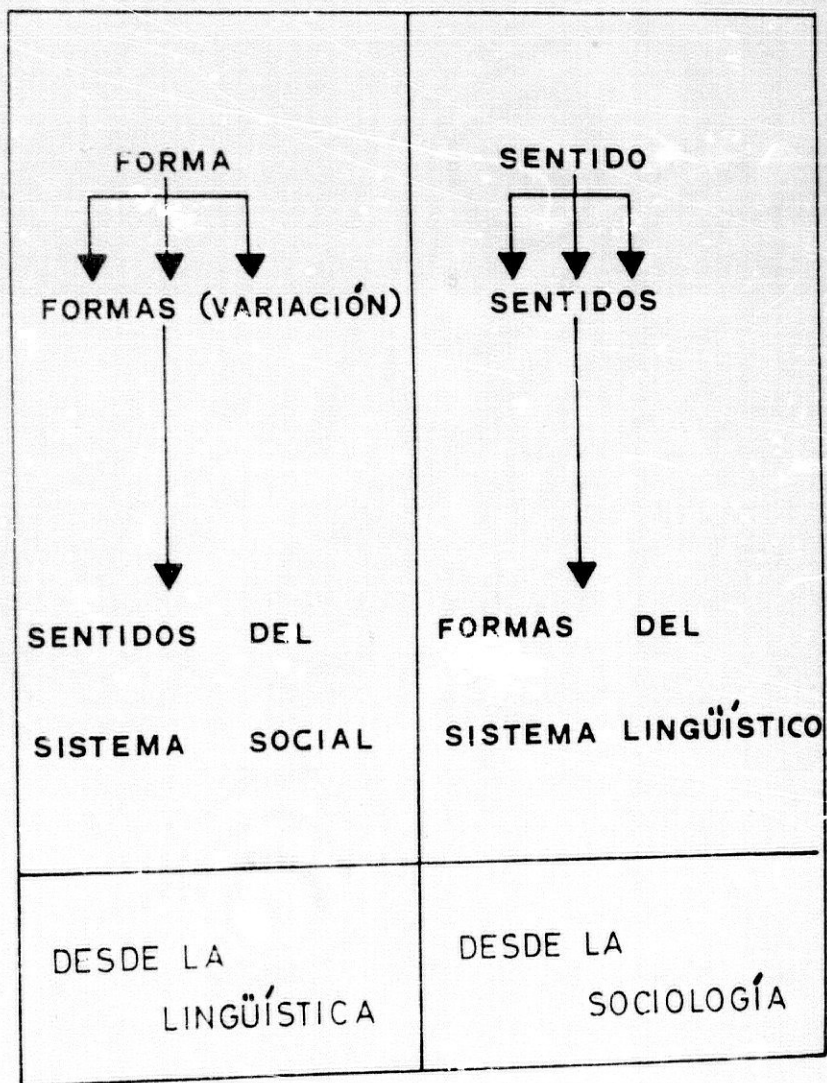 FORMA
FORMAS (VARIACIÓN)
SENTIDOS DEL
SISTEMA SOCIAL
DESDE LA
LINGÜÍSTICA
SENTIDO
SENTIDOS
FORMAS DEL
SISTEMA LINGÜÍSTICO
DESDE LA
SOCIOLOGÍA